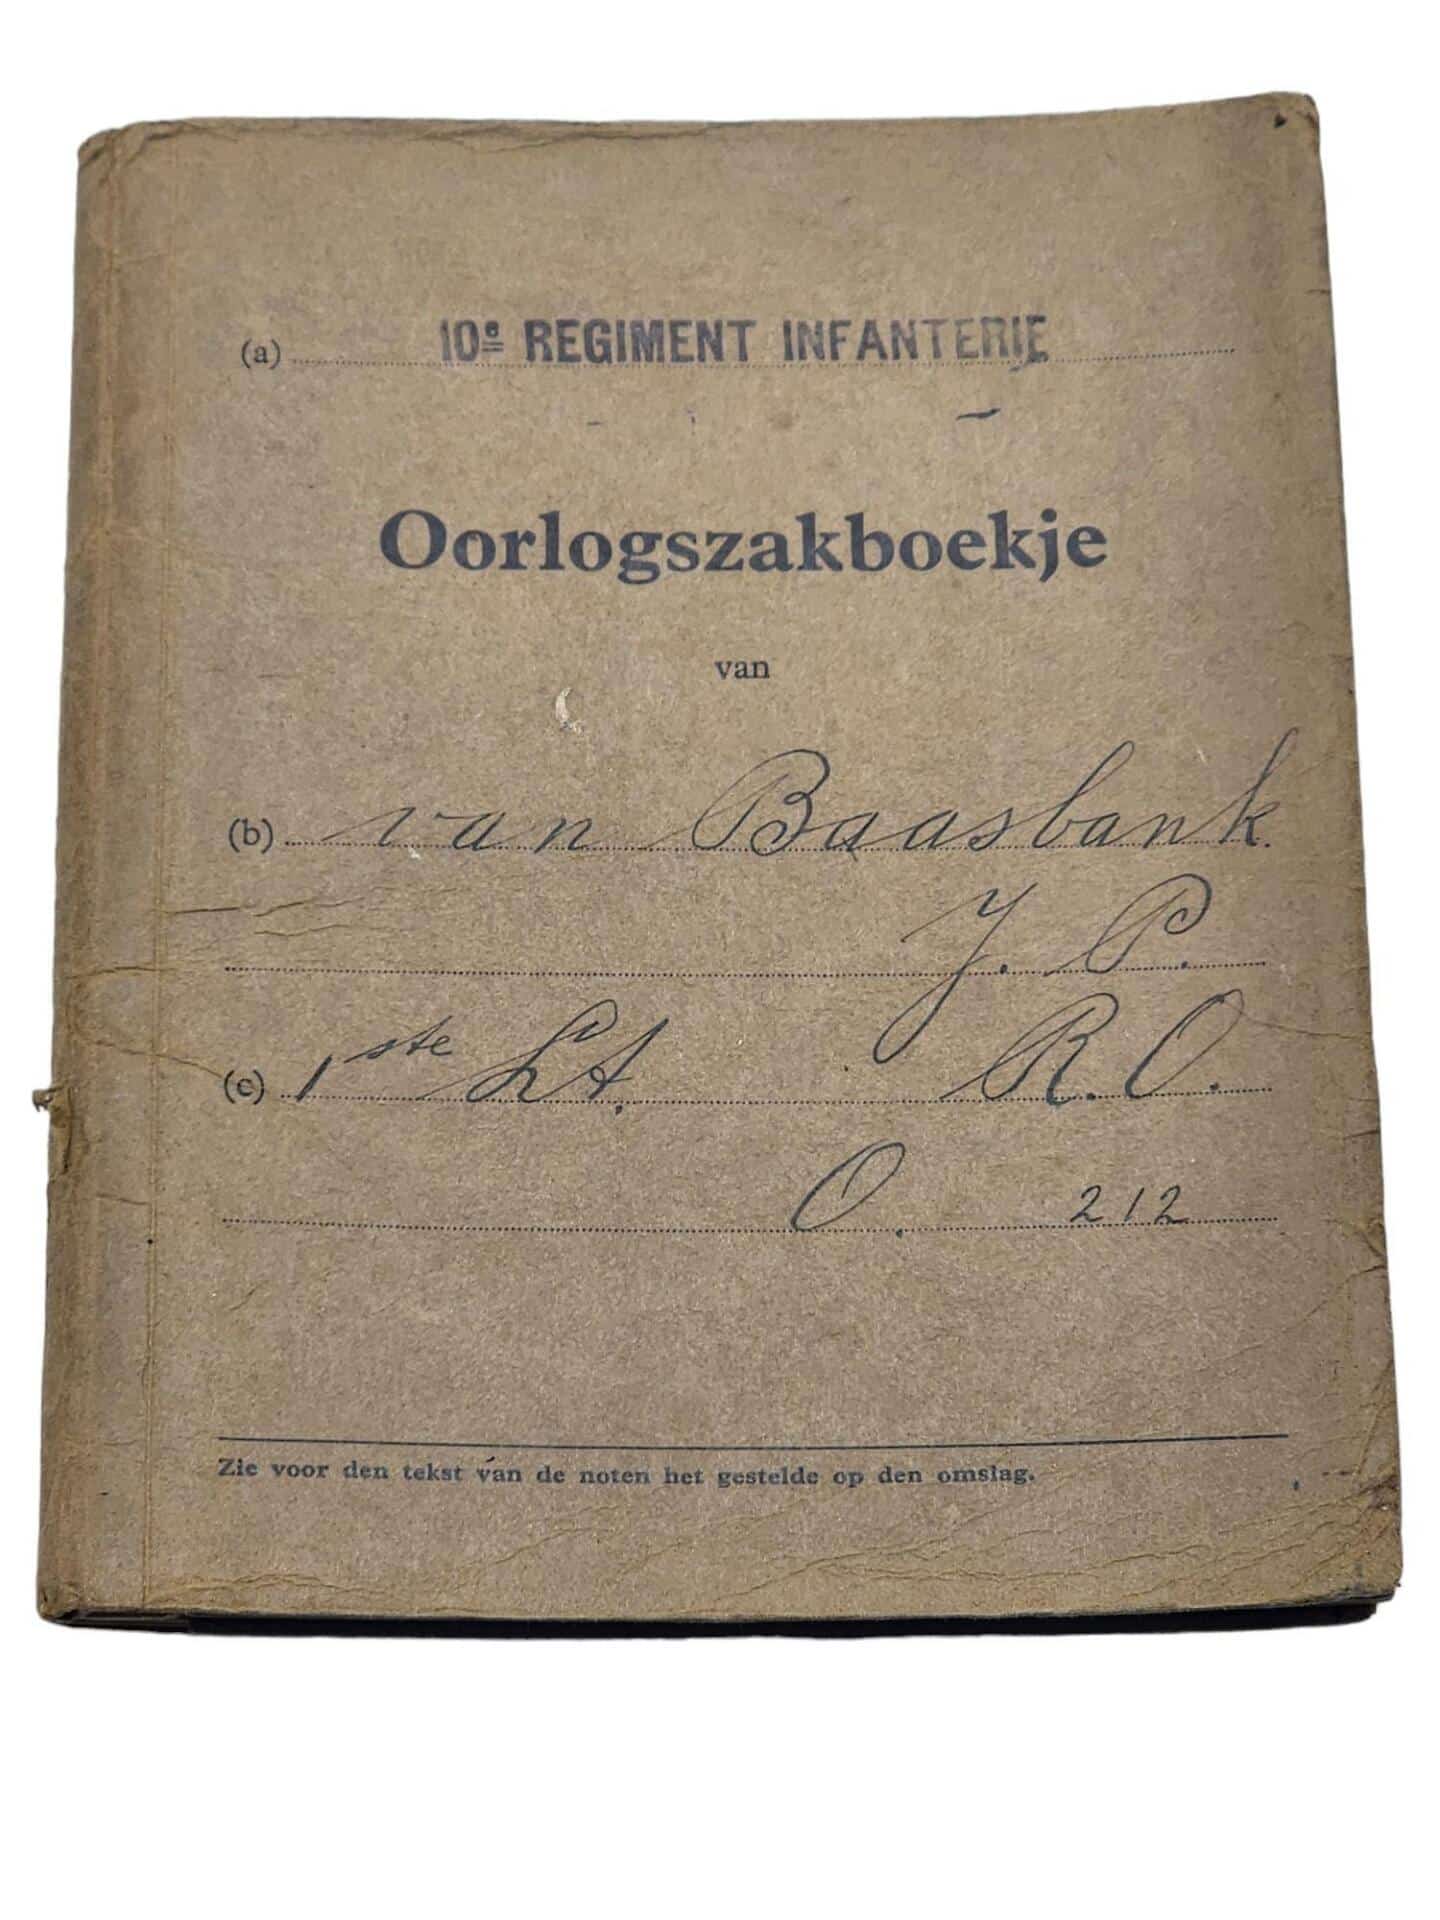 (a) 10e REGIMENT INFANTERIE
Oorlogszakboekje
van
(b) van Baasbank
J. P.
(c) 1ste Lt. R. O.
O. 212
Zie voor den tekst van de noten het gestelde op den omslag.